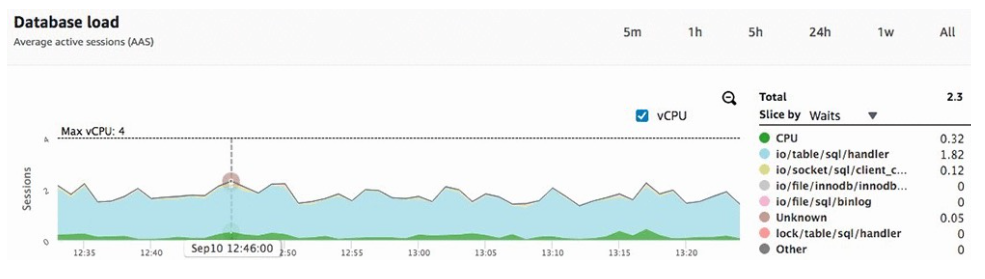 Database load
Average active sessions (AAS)
5m 1h 5h 24h 1w All
Total 2.3
vCPU
Slice by Waits
Max vCPU: 4
4
Sessions
2
0
CPU 0.32
io/table/sql/handler 1.82
io/socket/sql/client_c... 0.12
io/file/innodb/innodb... 0
io/file/sql/binlog 0
Unknown 0.05
lock/table/sql/handler 0
Other 0
Sep10 12:46:00
12:35 12:40 2:50 12:55 13:00 13:05 13:10 13:15 13:20